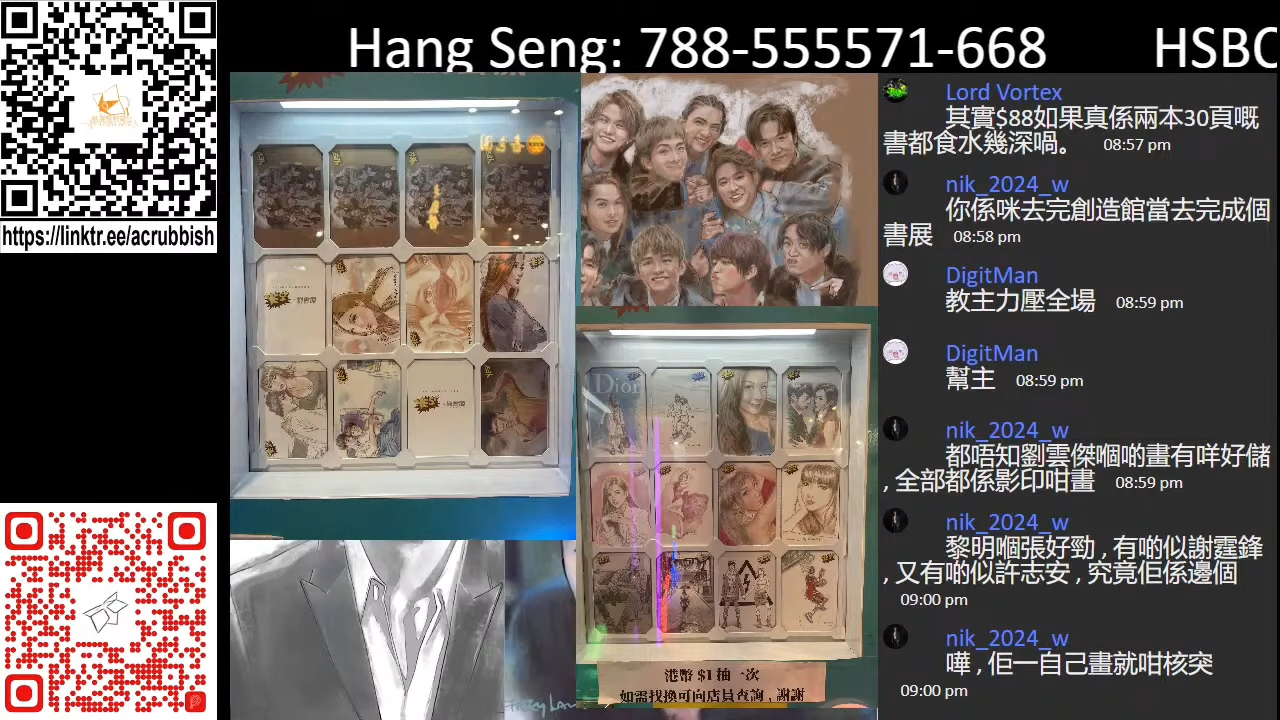 Hang Seng: 788-555571-668
HSBC
https://linktr.ee/acrubbish
Dior
港幣 $1 抽一次
如需找換可向店員查詢 , 謝謝
Lord Vortex
其實$88如果真係兩本30頁嘅
書都食水幾深喎。 08:57 pm
nik_2024_w
你係咪去完創造館當去完成個
書展 08:58 pm
DigitMan
教主力壓全場 08:59 pm
DigitMan
幫主 08:59 pm
nik_2024_w
都唔知劉雲傑嗰啲畫有咩好儲
, 全部都係影印咁畫 08:59 pm
nik_2024_w
黎明嗰張好勁 , 有啲似謝霆鋒
, 又有啲似許志安 , 究竟佢係邊個
09:00 pm
nik_2024_w
嘩 , 佢一自己畫就咁核突
09:00 pm